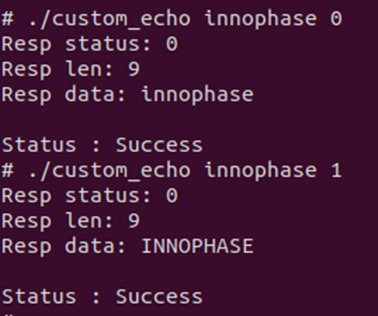 # ./custom_echo innophase 0
Resp status: 0
Resp len: 9
Resp data: innophase
Status : Success
# ./custom_echo innophase 1
Resp status: 0
Resp len: 9
Resp data: INNOPHASE
Status : Success